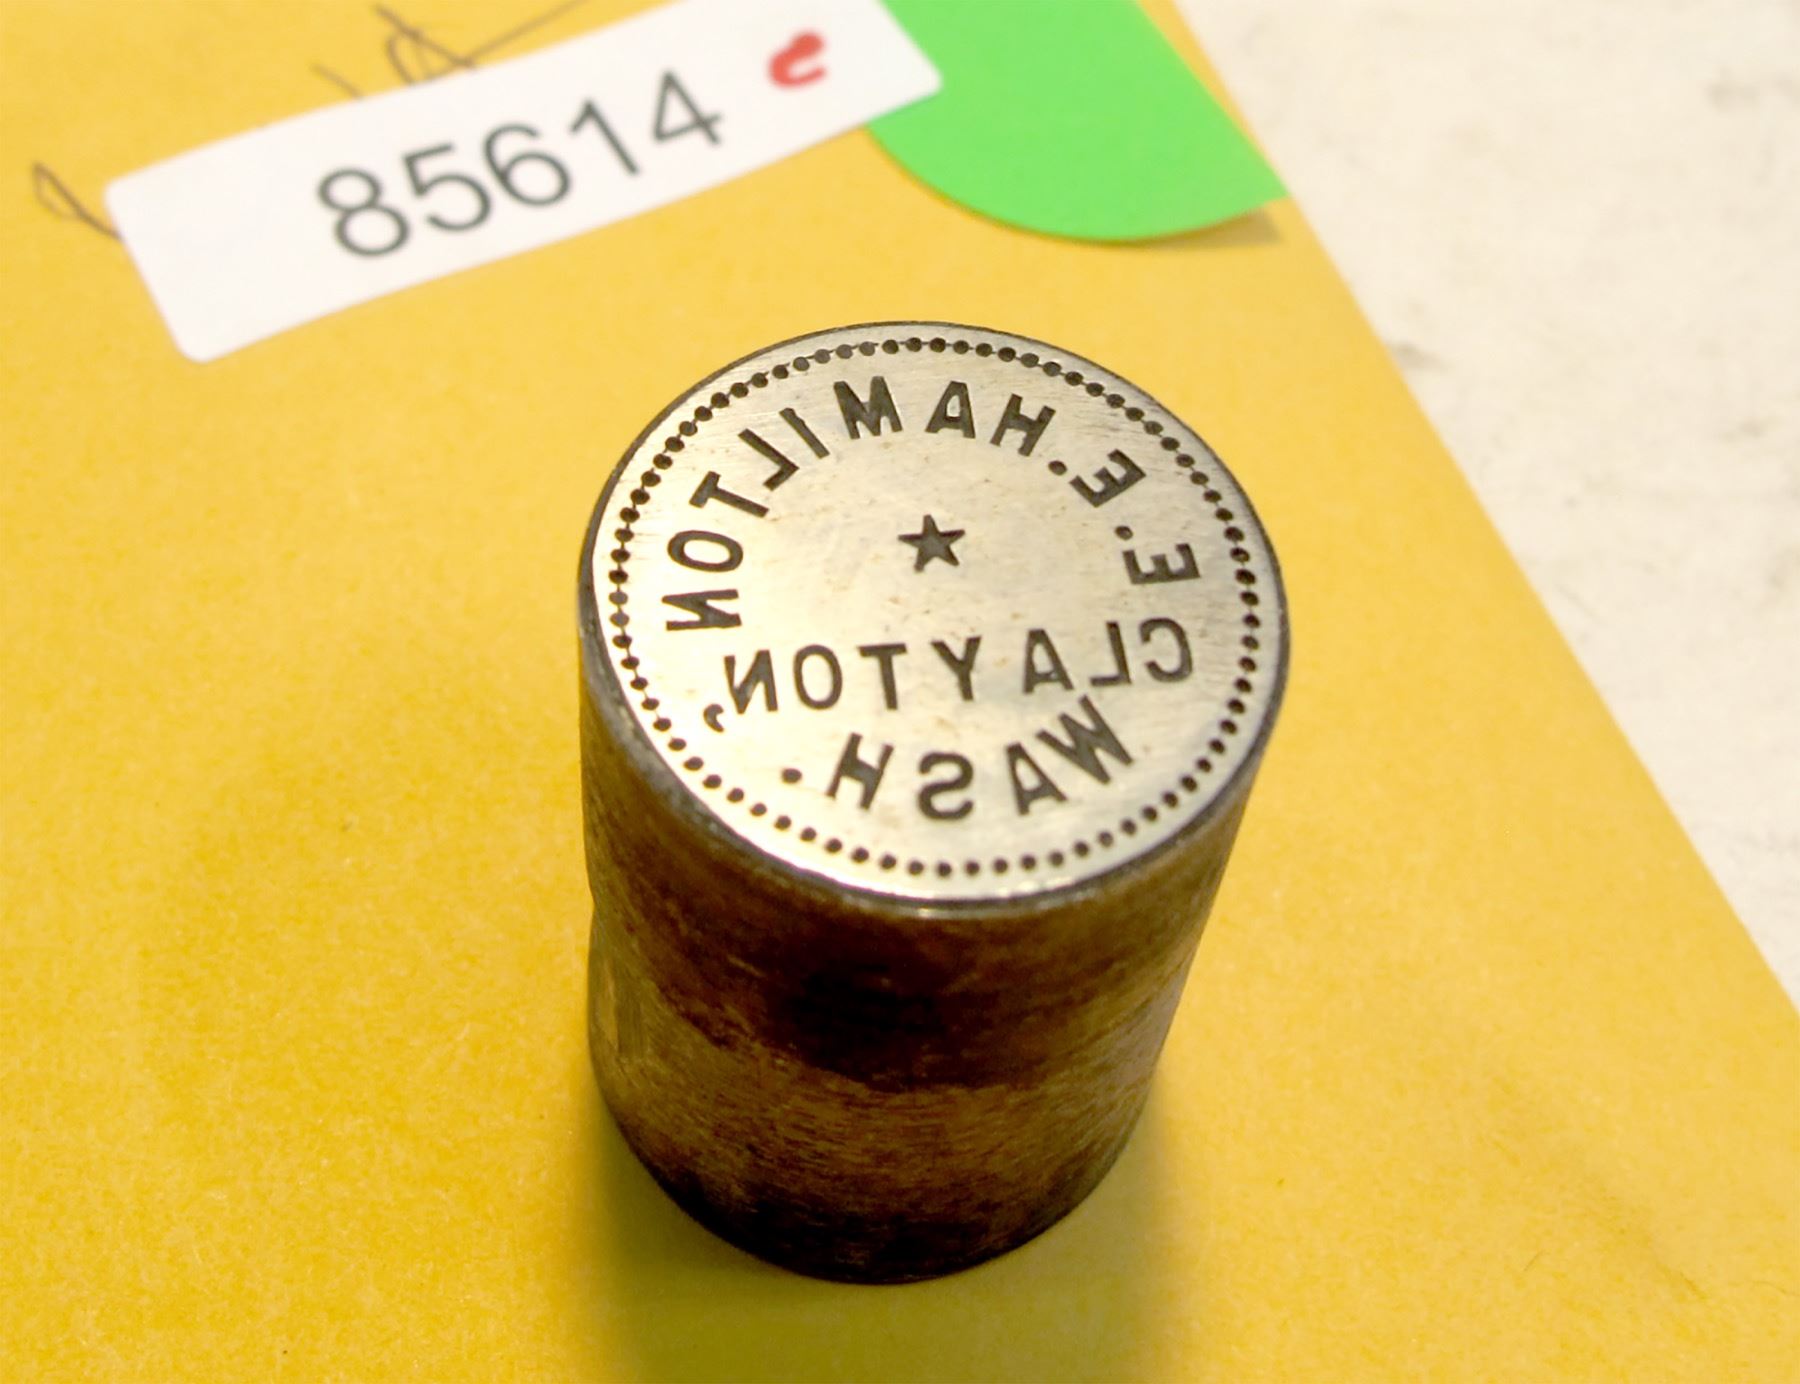 85614
E.E.HAMILTON
CLAYTON,
WASH.